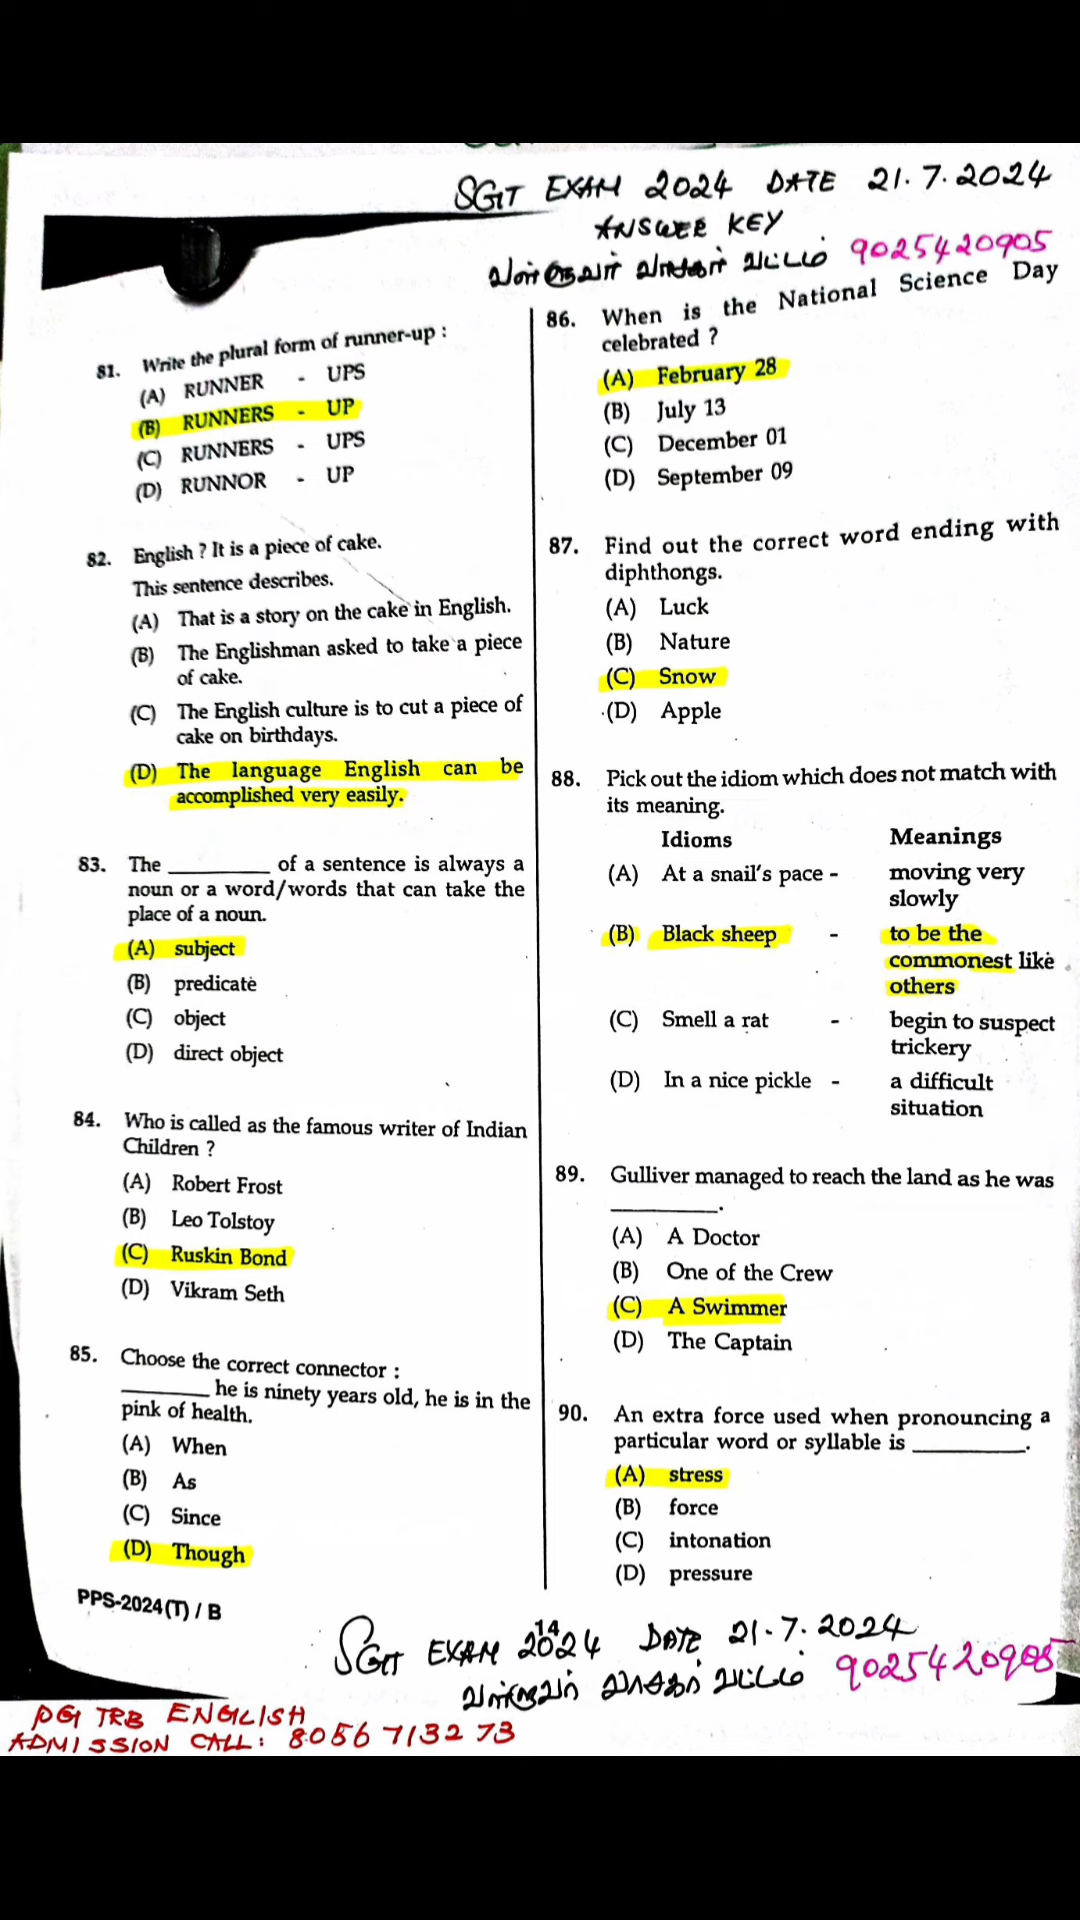 SGT EXAM 2024 DATE 21.7.2024
ANSWER KEY
வள்ளுவர் வாசகர் வட்டம் 9025420905
81. Write the plural form of runner-up :
(A) RUNNER - UPS
(B) RUNNERS - UP
(C) RUNNERS - UPS
(D) RUNNOR - UP
82. English ? It is a piece of cake.
This sentence describes.
(A) That is a story on the cake in English.
(B) The Englishman asked to take a piece
of cake.
(C) The English culture is to cut a piece of
cake on birthdays.
(D) The language English can be
accomplished very easily.
83. The ________ of a sentence is always a
noun or a word/words that can take the
place of a noun.
(A) subject
(B) predicate
(C) object
(D) direct object
84. Who is called as the famous writer of Indian
Children ?
(A) Robert Frost
(B) Leo Tolstoy
(C) Ruskin Bond
(D) Vikram Seth
85. Choose the correct connector :
________ he is ninety years old, he is in the
pink of health.
(A) When
(B) As
(C) Since
(D) Though
PPS-2024(T) / B
86. When is the National Science Day
celebrated ?
(A) February 28
(B) July 13
(C) December 01
(D) September 09
87. Find out the correct word ending with
diphthongs.
(A) Luck
(B) Nature
(C) Snow
(D) Apple
88. Pick out the idiom which does not match with
its meaning.
Idioms Meanings
(A) At a snail's pace - moving very
slowly
(B) Black sheep - to be the
commonest like
others
(C) Smell a rat - begin to suspect
trickery
(D) In a nice pickle - a difficult
situation
89. Gulliver managed to reach the land as he was
________.
(A) A Doctor
(B) One of the Crew
(C) A Swimmer
(D) The Captain
90. An extra force used when pronouncing a
particular word or syllable is ________.
(A) stress
(B) force
(C) intonation
(D) pressure
14
SGT EXAM 2024 DATE 21.7.2024
வள்ளுவர் வாசகர் வட்டம் 9025420905
PG TRB ENGLISH
ADMISSION CALL: 8056713273